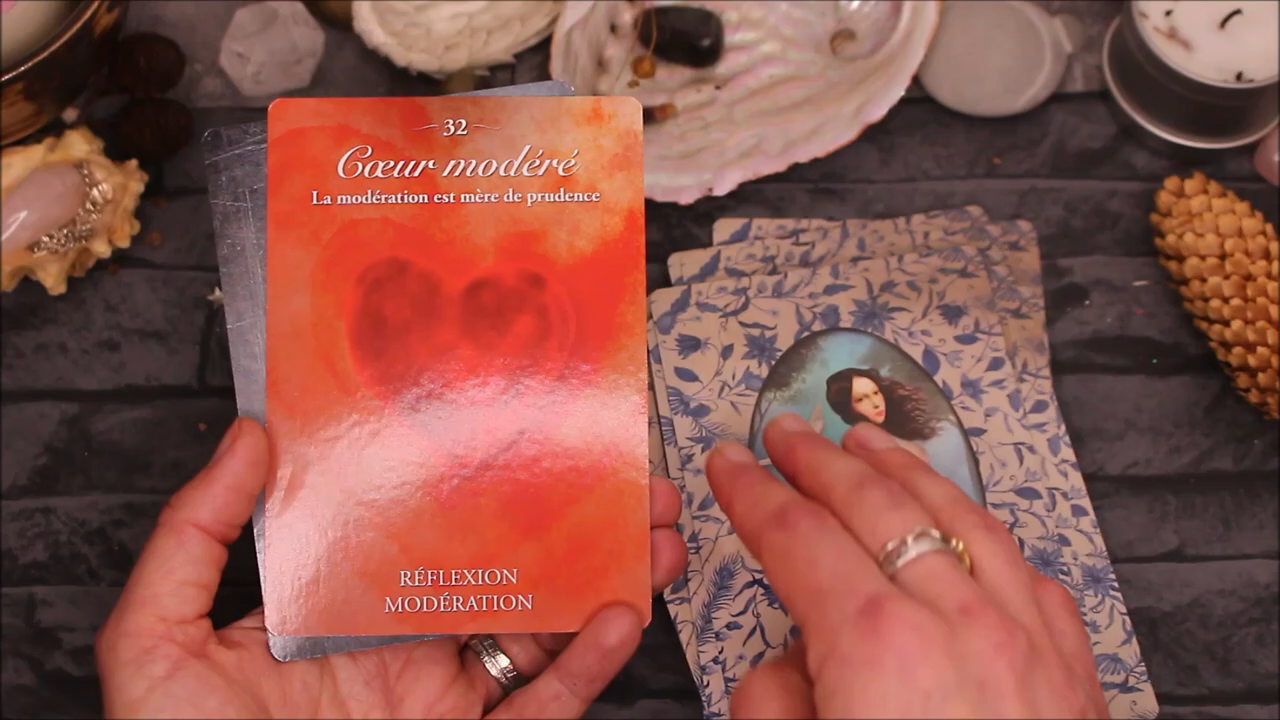 32
Cœur modéré
La modération est mère de prudence
RÉFLEXION
MODÉRATION